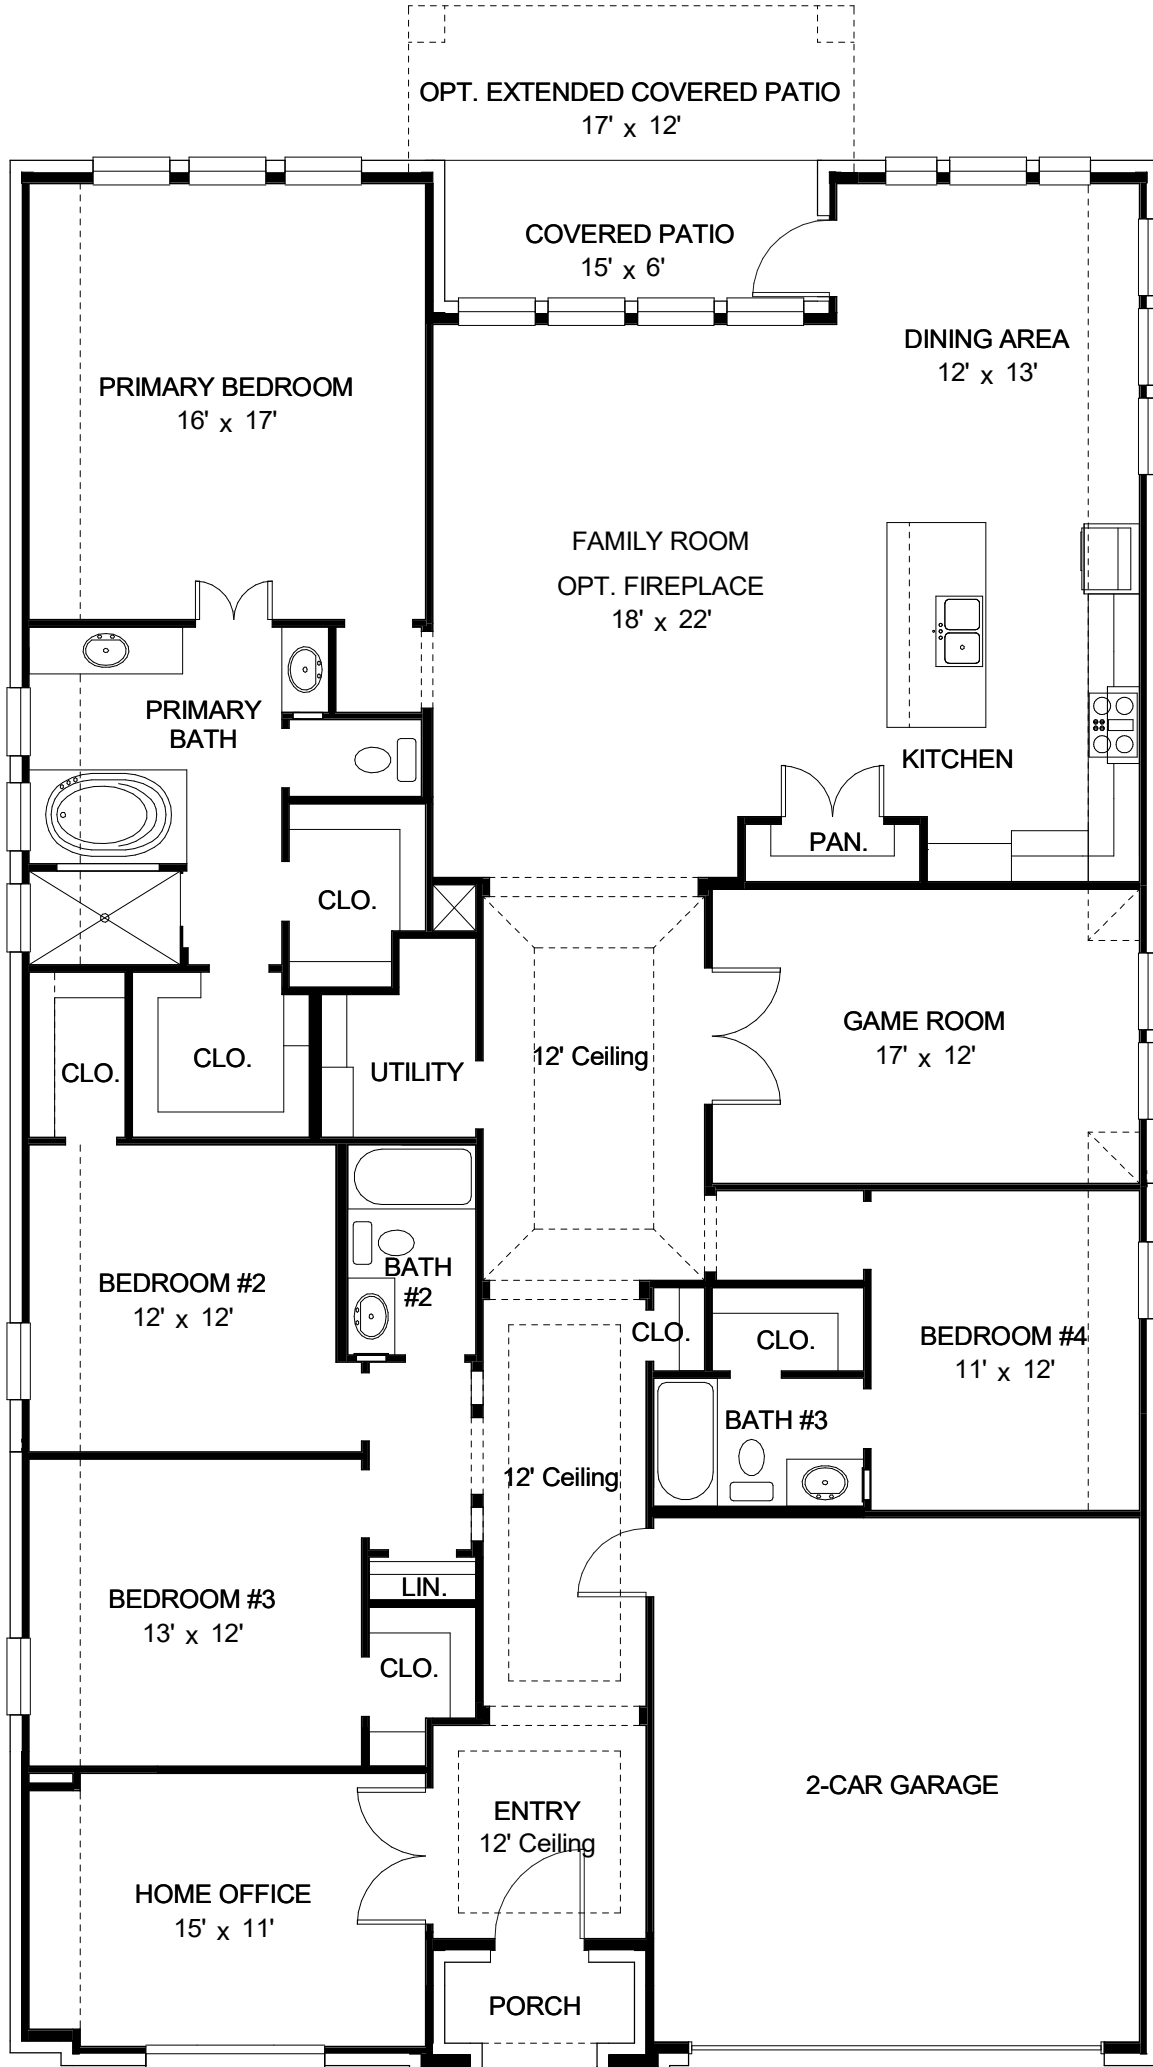 OPT. EXTENDED COVERED PATIO
17' x 12'
COVERED PATIO
15' x 6'
DINING AREA
12' x 13'
PRIMARY BEDROOM
16' x 17'
FAMILY ROOM
OPT. FIREPLACE
18' x 22'
PRIMARY
BATH
KITCHEN
PAN.
CLO.
GAME ROOM
17' x 12'
12' Ceiling
CLO.
CLO.
UTILITY
BATH
#2
BEDROOM #2
12' x 12'
CLO.
CLO.
BEDROOM #4
11' x 12'
BATH #3
12' Ceiling
LIN.
BEDROOM #3
13' x 12'
CLO.
2-CAR GARAGE
ENTRY
12' Ceiling
HOME OFFICE
15' x 11'
PORCH